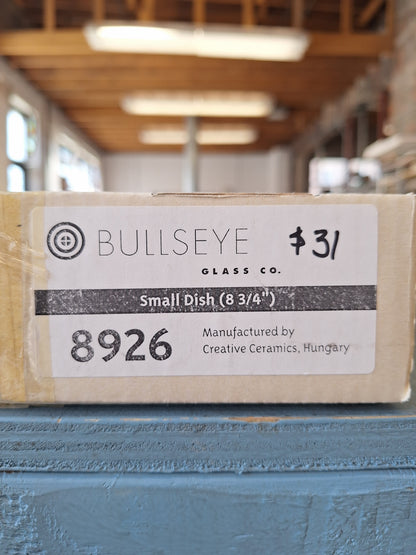 BULLSEYE $31
GLASS CO.
Small Dish (8 3/4")
8926
Manufactured by
Creative Ceramics, Hungary